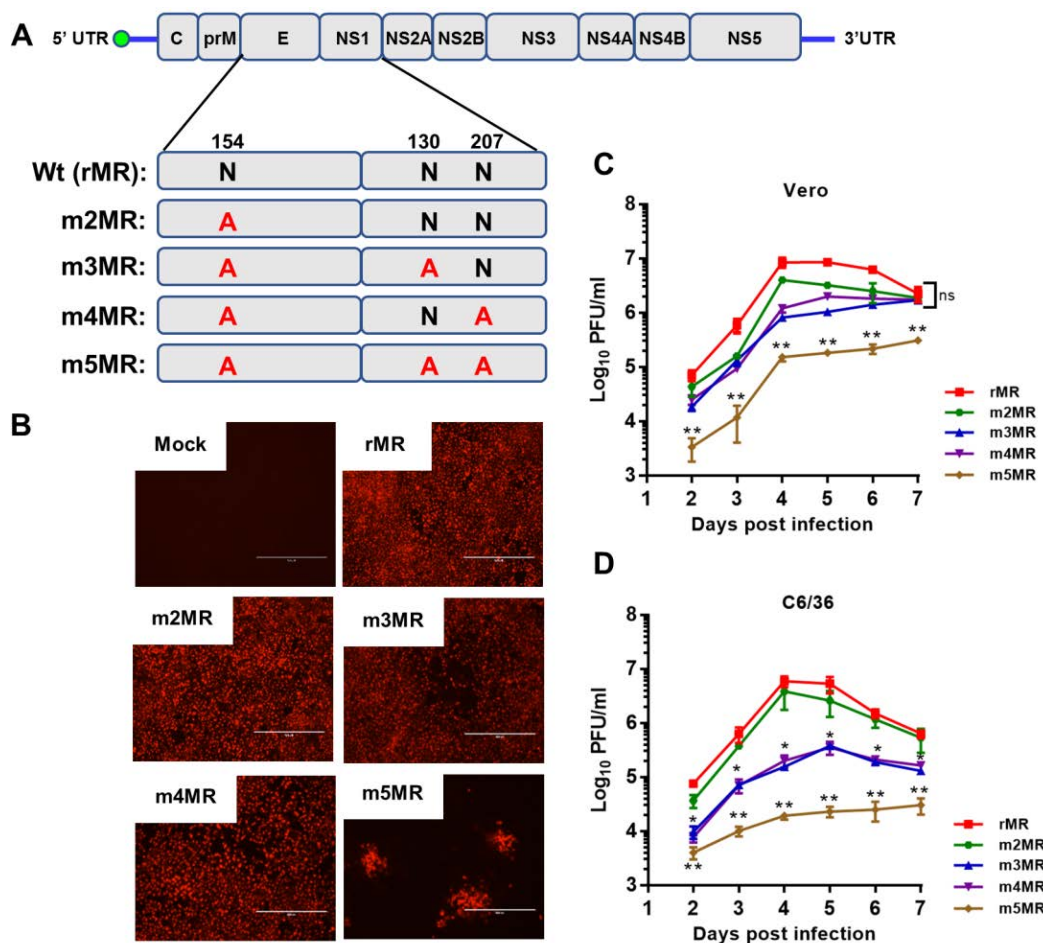 A
5' UTR
C
prM
E
NS1
NS2A
NS2B
NS3
NS4A
NS4B
NS5
3'UTR
154
130
207
Wt (rMR):
N
N
N
m2MR:
A
N
N
m3MR:
A
A
N
m4MR:
A
N
A
m5MR:
A
A
A
B
Mock
rMR
m2MR
m3MR
m4MR
m5MR
C
Vero
8
7
6
5
4
3
Log10 PFU/ml
ns
**
**
**
**
**
**
1 2 3 4 5 6 7
Days post infection
rMR
m2MR
m3MR
m4MR
m5MR
D
C6/36
8
7
6
5
4
3
Log10 PFU/ml
*
*
*
*
*
*
**
**
**
**
**
**
1 2 3 4 5 6 7
Days post infection
rMR
m2MR
m3MR
m4MR
m5MR